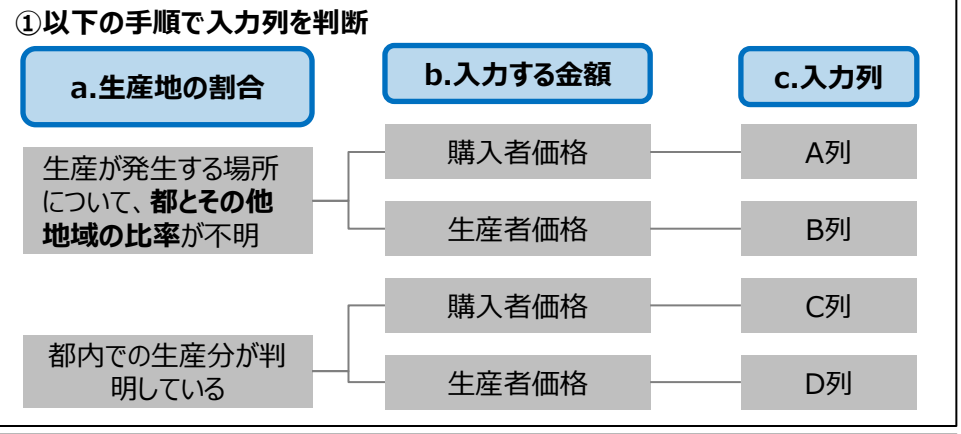 ①以下の手順で入力列を判断
a.生産地の割合
b.入力する金額
c.入力列
生産が発生する場所
について、都とその他
地域の比率が不明
購入者価格
A列
生産者価格
B列
都内での生産分が判
明している
購入者価格
C列
生産者価格
D列